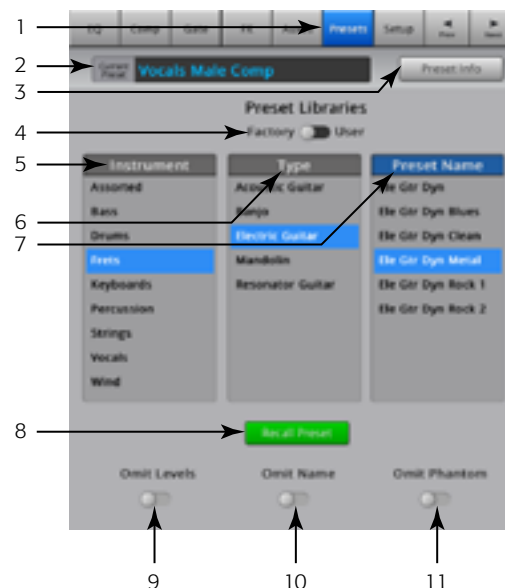 1
EQ Comp Gate FX Auxes Presets Setup Prev Next
2
Current Preset Vocals Male Comp
Preset Info
3
Preset Libraries
4
Factory User
5
Instrument Type Preset Name
Assorted Acoustic Guitar Ele Gtr Dyn
6
Bass Banjo Ele Gtr Dyn Blues
7
Drums Electric Guitar Ele Gtr Dyn Clean
Frets Mandolin Ele Gtr Dyn Metal
Keyboards Resonator Guitar Ele Gtr Dyn Rock 1
Percussion Ele Gtr Dyn Rock 2
Strings
Vocals
Wind
8
Recall Preset
Omit Levels Omit Name Omit Phantom
9 10 11